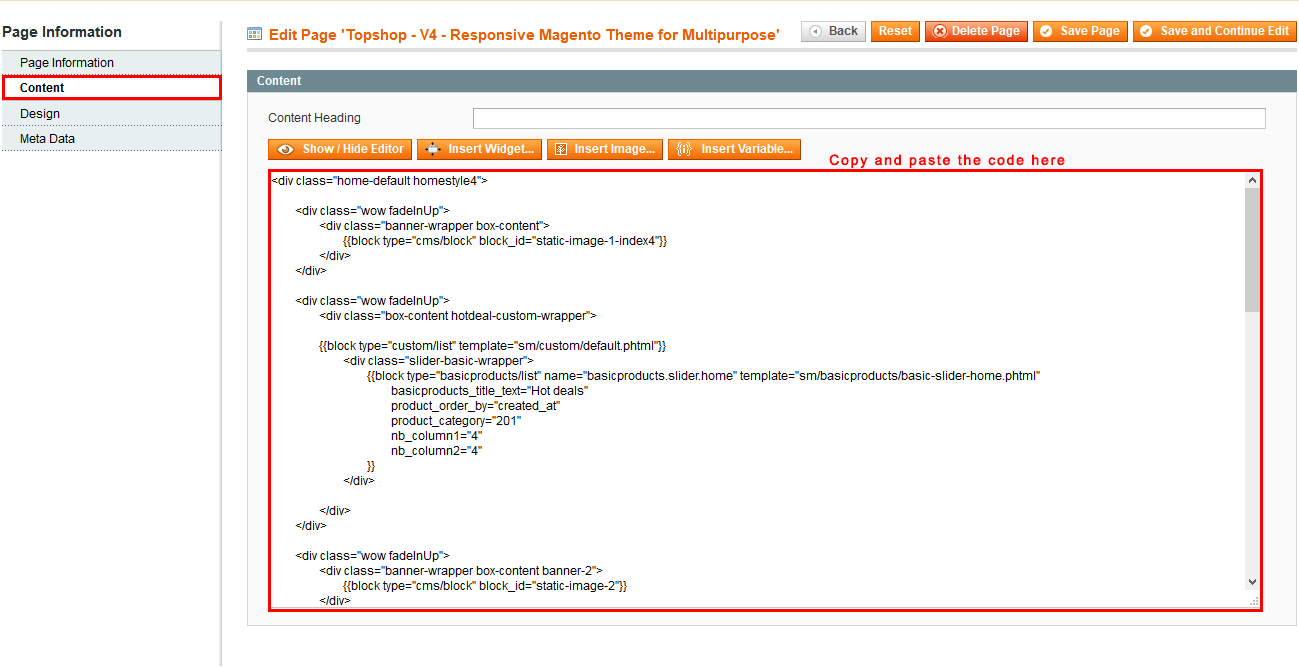 Page Information
Page Information
Content
Design
Meta Data
Edit Page 'Topshop - V4 - Responsive Magento Theme for Multipurpose'
Back
Reset
Delete Page
Save Page
Save and Continue Edit
Content
Content Heading
Show / Hide Editor
Insert Widget...
Insert Image...
Insert Variable...
Copy and paste the code here
<div class="home-default homestyle4">
<div class="wow fadeInUp">
<div class="banner-wrapper box-content">
{{block type="cms/block" block_id="static-image-1-index4"}}
</div>
</div>
<div class="wow fadeInUp">
<div class="box-content hotdeal-custom-wrapper">
{{block type="custom/list" template="sm/custom/default.phtml"}}
<div class="slider-basic-wrapper">
{{block type="basicproducts/list" name="basicproducts.slider.home" template="sm/basicproducts/basic-slider-home.phtml"
basicproducts_title_text="Hot deals"
product_order_by="created_at"
product_category="201"
nb_column1="4"
nb_column2="4"
}}
</div>
</div>
</div>
<div class="wow fadeInUp">
<div class="banner-wrapper box-content banner-2">
{{block type="cms/block" block_id="static-image-2"}}
</div>